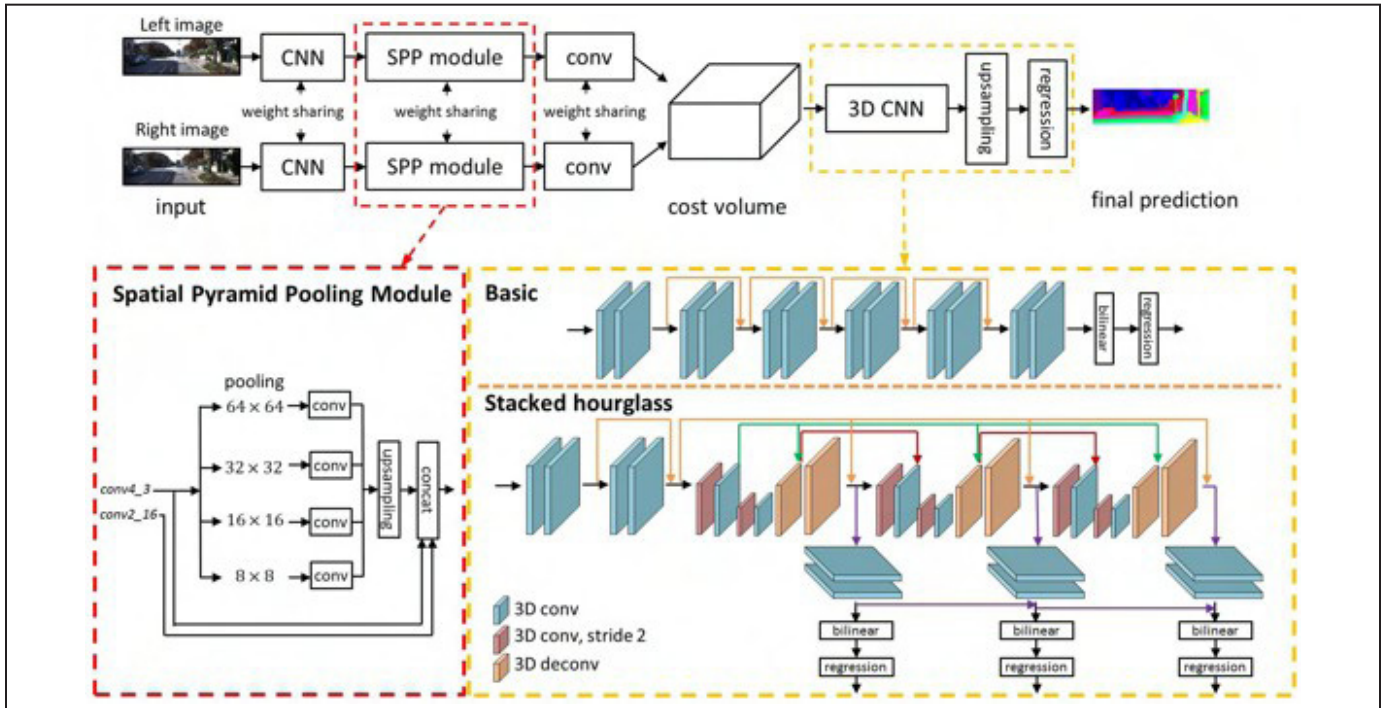 Left image
CNN
SPP module
conv
weight sharing
weight sharing
weight sharing
Right image
CNN
SPP module
conv
input
cost volume
3D CNN
upsampling
regression
final prediction
Spatial Pyramid Pooling Module
pooling
64 × 64
conv
32 × 32
conv
16 × 16
conv
8 × 8
conv
conv4_3
conv2_16
upsampling
concat
Basic
bilinear
regression
Stacked hourglass
3D conv
3D conv, stride 2
3D deconv
bilinear
bilinear
bilinear
regression
regression
regression